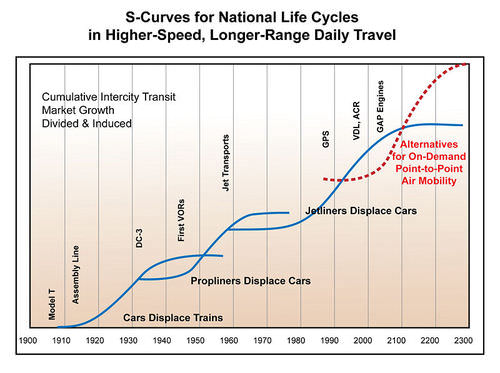 S-Curves for National Life Cycles
in Higher-Speed, Longer-Range Daily Travel
Cumulative Intercity Transit
Market Growth
Divided & Induced
Model T
Assembly Line
DC-3
First VORs
Jet Transports
GPS
VDL, ACR
GAP Engines
Alternatives
for On-Demand
Point-to-Point
Air Mobility
Jetliners Displace Cars
Propliners Displace Cars
Cars Displace Trains
1900 1910 1920 1930 1940 1950 1960 1970 1980 1990 2000 2010 2100 2200 2300